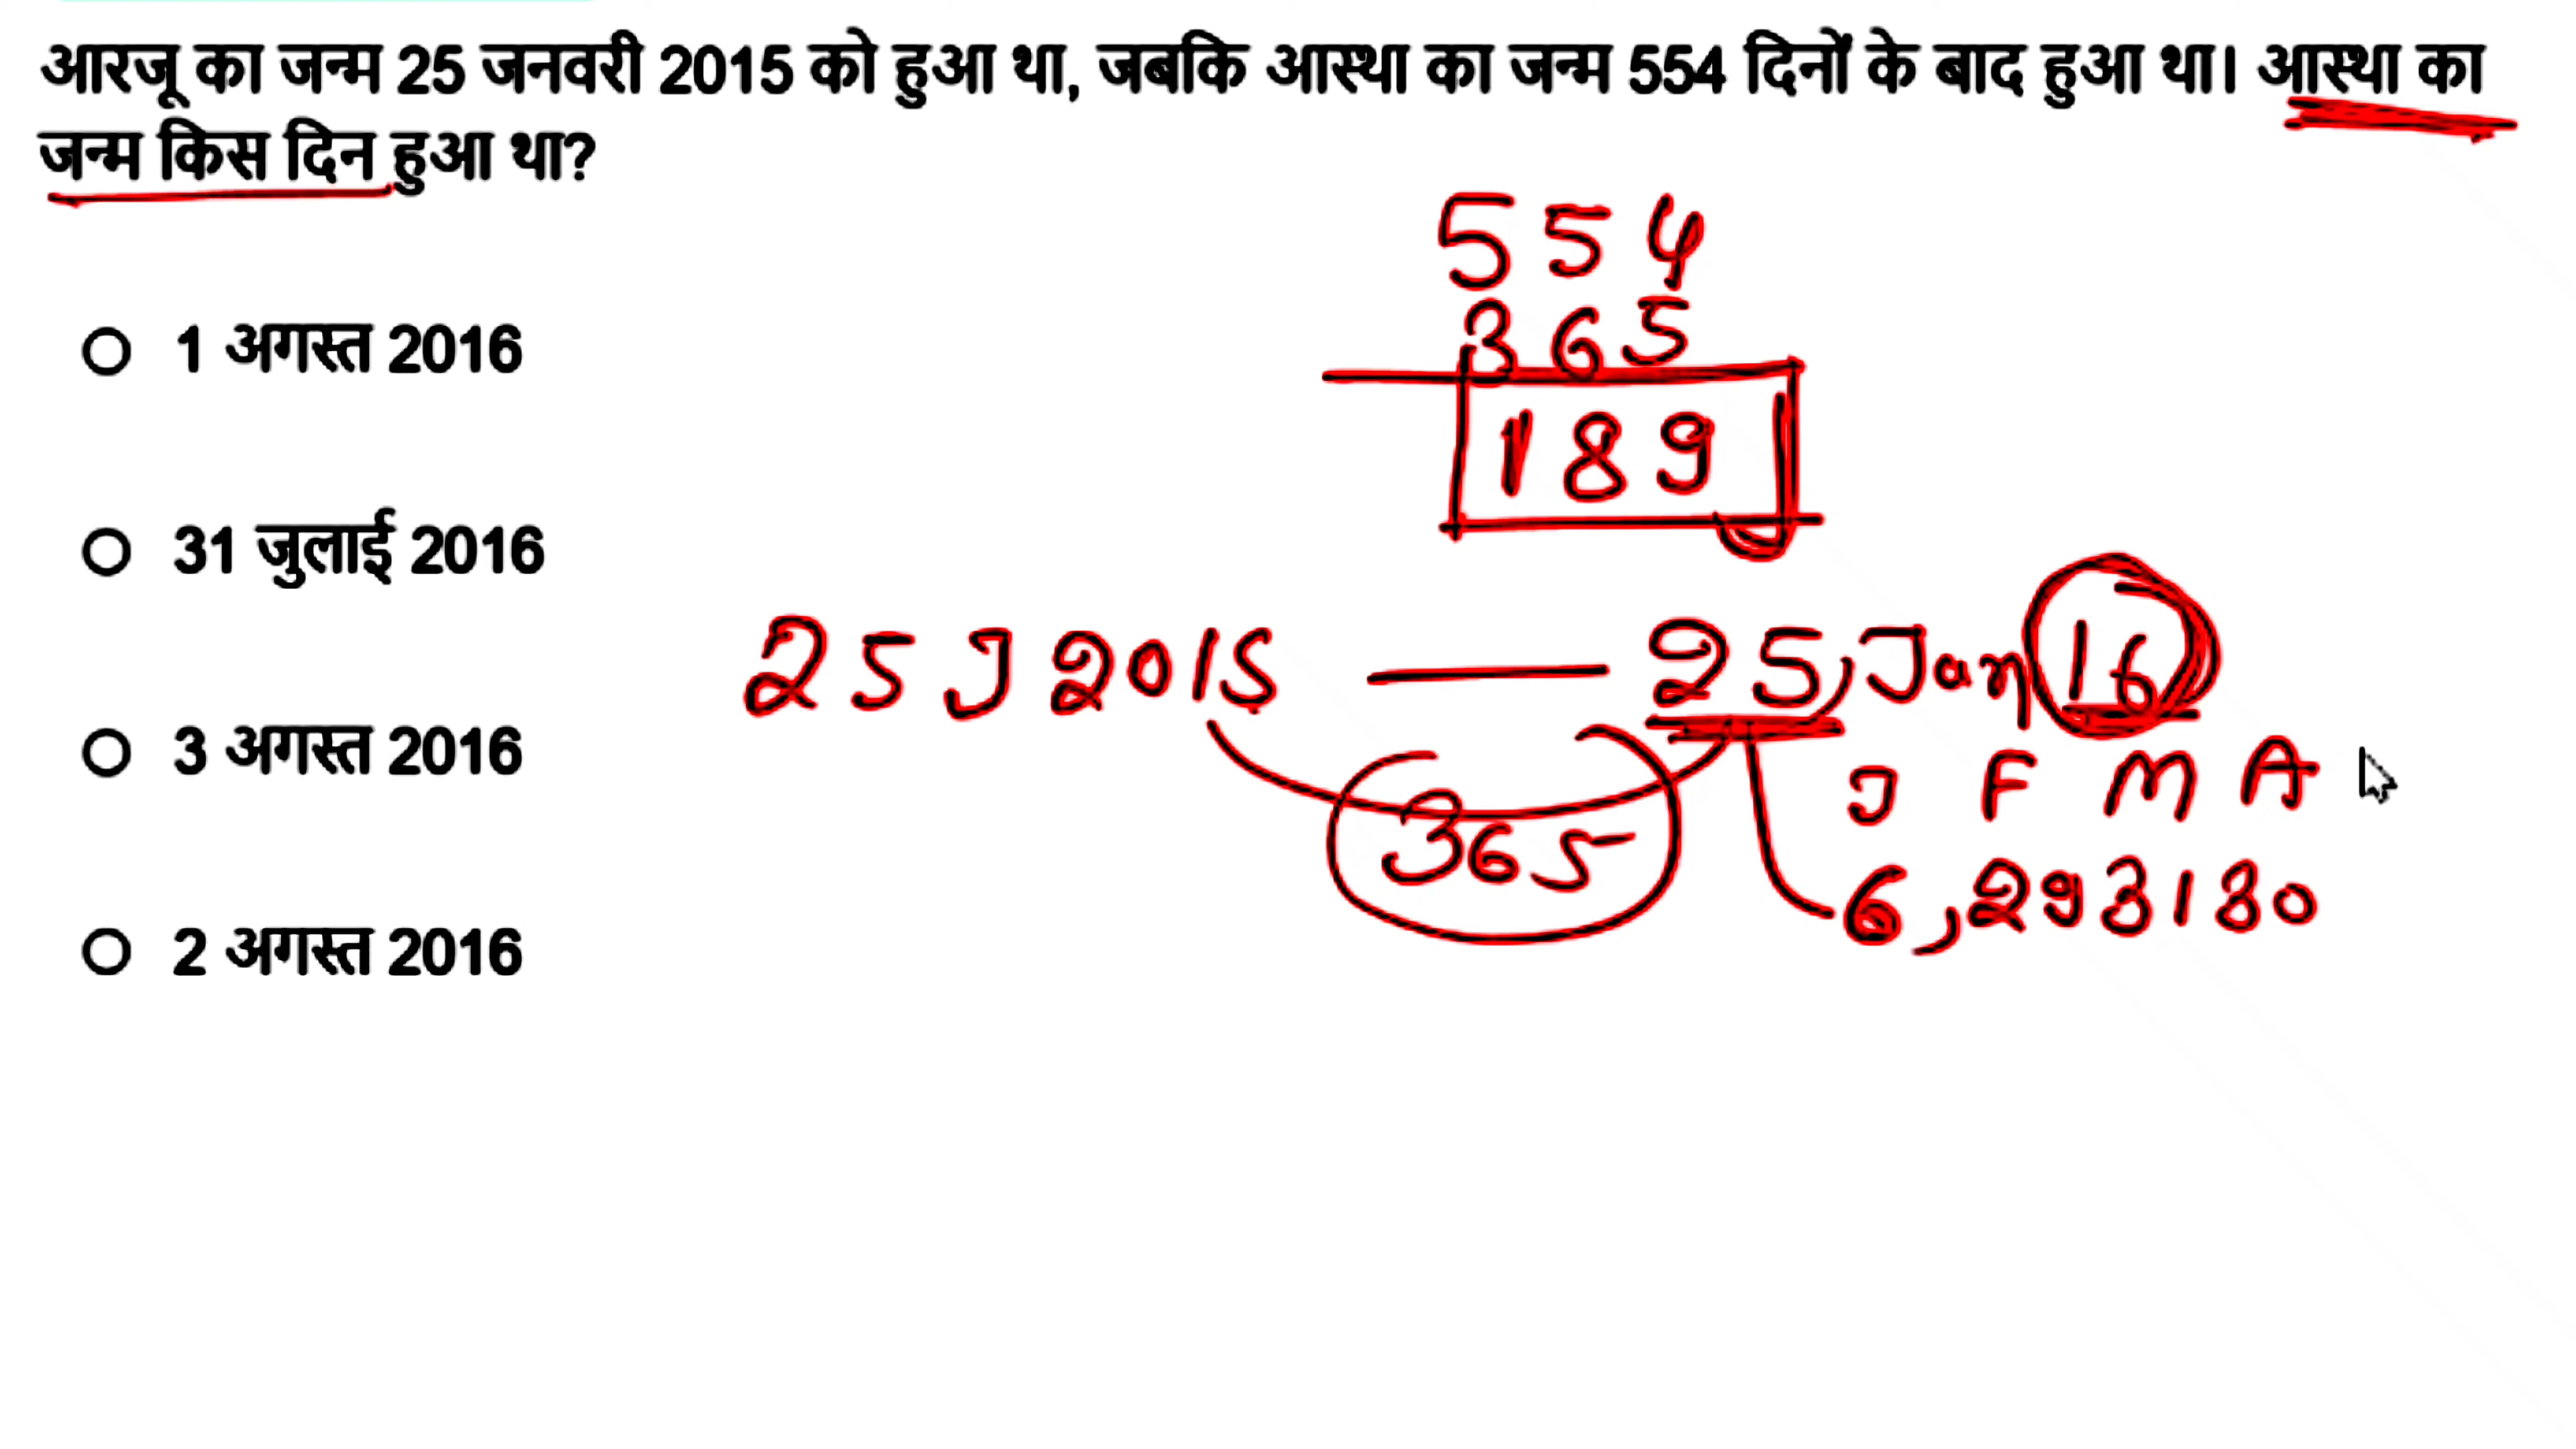 आरजू का जन्म 25 जनवरी 2015 को हुआ था, जबकि आस्था का जन्म 554 दिनों के बाद हुआ था। आस्था का
जन्म किस दिन हुआ था?
554
365
1 अगस्त 2016
189
31 जुलाई 2016
25 J 2015 — 25, Jan 16
3 अगस्त 2016
J F M A
365
6, 29 31 30
2 अगस्त 2016